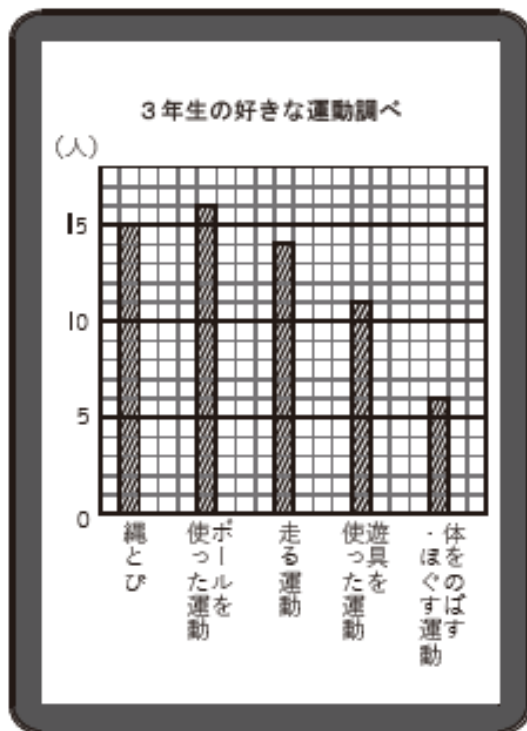 3年生の好きな運動調べ
(人)
15
10
5
0
縄とび
ボールを
使った運動
走る運動
遊具を
使った運動
体をのばす
・ほぐす運動